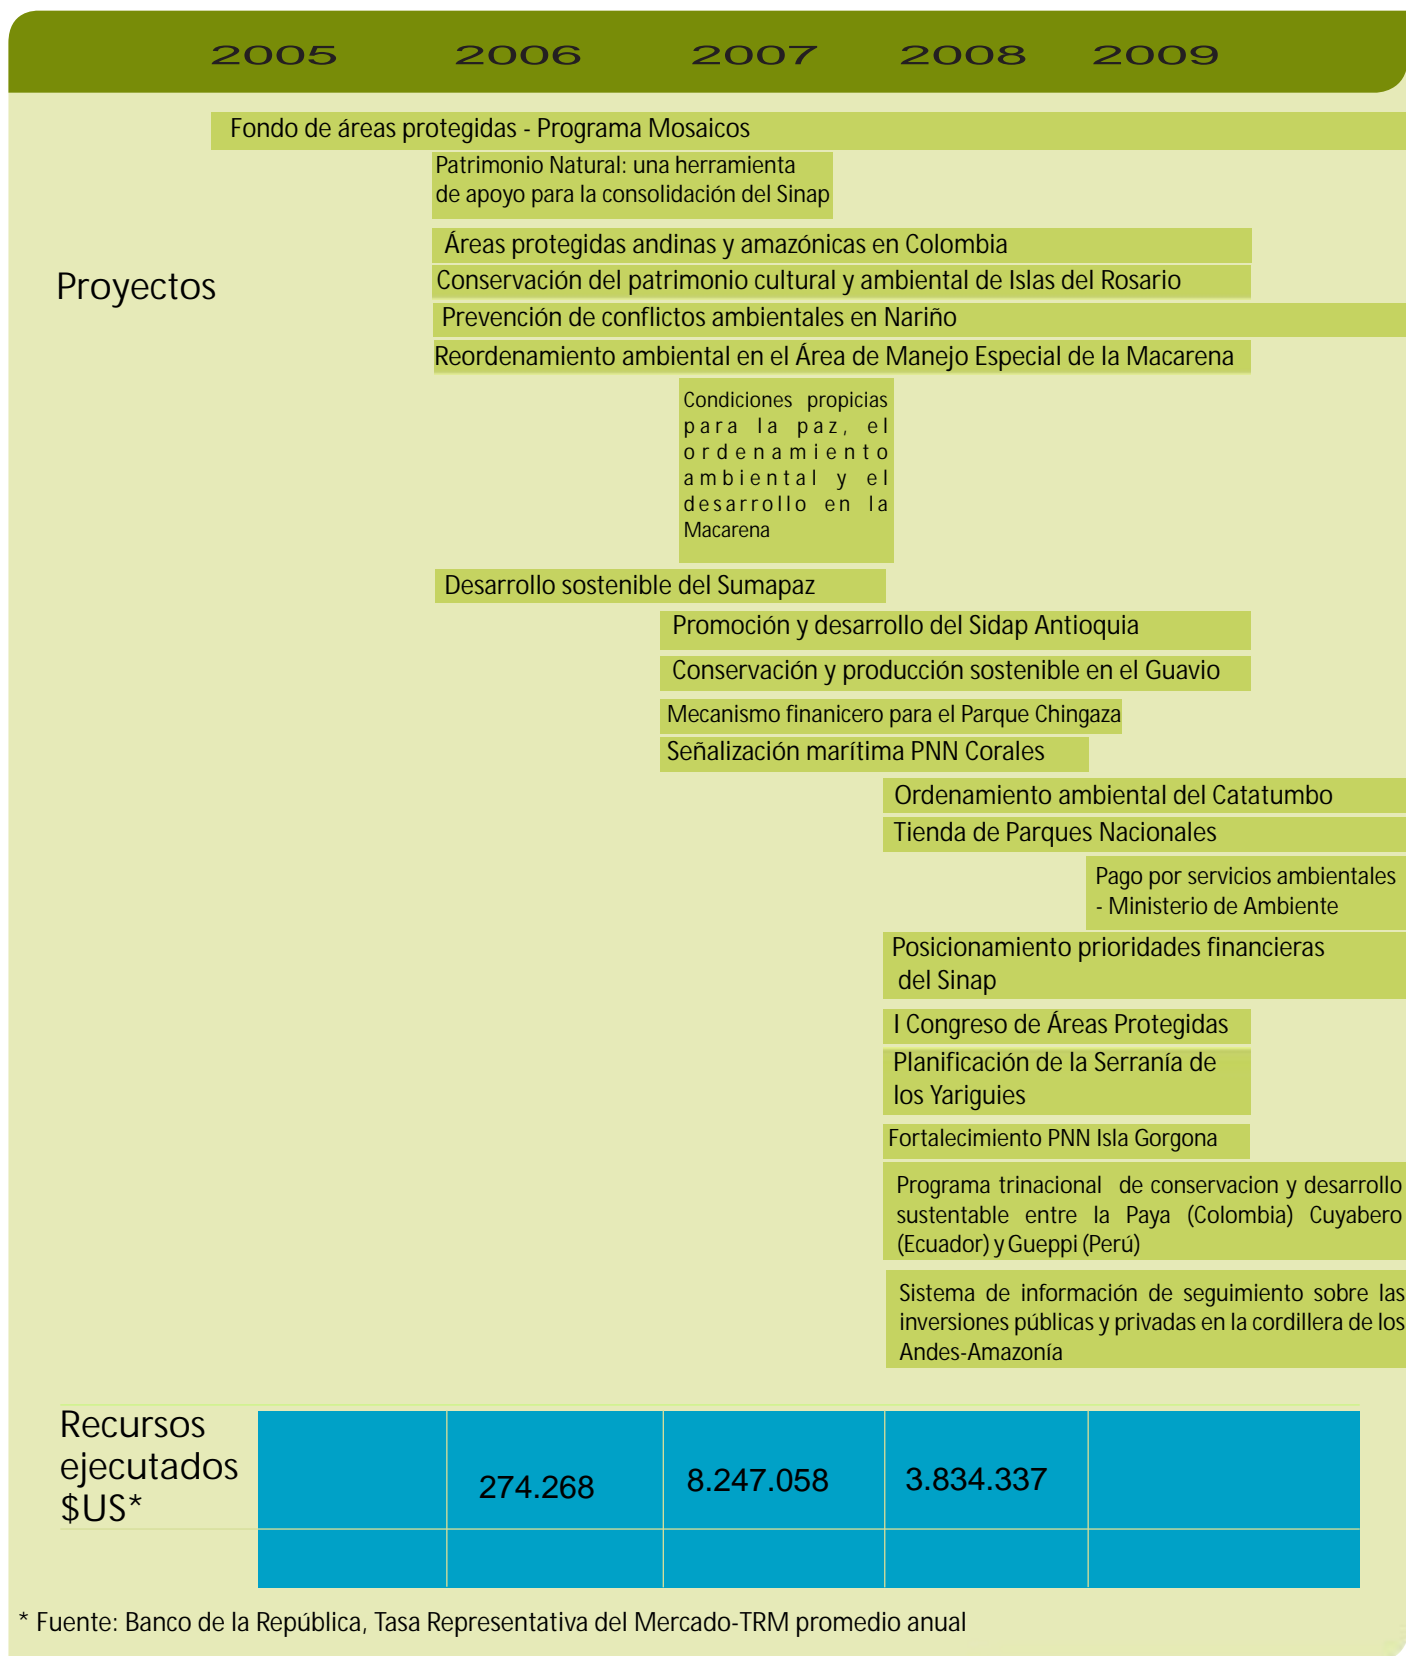 2005 2006 2007 2008 2009
Fondo de áreas protegidas - Programa Mosaicos
Patrimonio Natural: una herramienta
de apoyo para la consolidación del Sinap
Áreas protegidas andinas y amazónicas en Colombia
Proyectos
Conservación del patrimonio cultural y ambiental de Islas del Rosario
Prevención de conflictos ambientales en Nariño
Reordenamiento ambiental en el Área de Manejo Especial de la Macarena
Condiciones propicias
para la paz, el
ordenamiento
ambiental y el
desarrollo en la
Macarena
Desarrollo sostenible del Sumapaz
Promoción y desarrollo del Sidap Antioquia
Conservación y producción sostenible en el Guavio
Mecanismo finanicero para el Parque Chingaza
Señalización marítima PNN Corales
Ordenamiento ambiental del Catatumbo
Tienda de Parques Nacionales
Pago por servicios ambientales
- Ministerio de Ambiente
Posicionamiento prioridades financieras
del Sinap
I Congreso de Áreas Protegidas
Planificación de la Serranía de
los Yariguies
Fortalecimiento PNN Isla Gorgona
Programa trinacional de conservacion y desarrollo
sustentable entre la Paya (Colombia) Cuyabero
(Ecuador) y Gueppi (Perú)
Sistema de información de seguimiento sobre las
inversiones públicas y privadas en la cordillera de los
Andes-Amazonía
Recursos
ejecutados
$US*
274.268 8.247.058 3.834.337
* Fuente: Banco de la República, Tasa Representativa del Mercado-TRM promedio anual